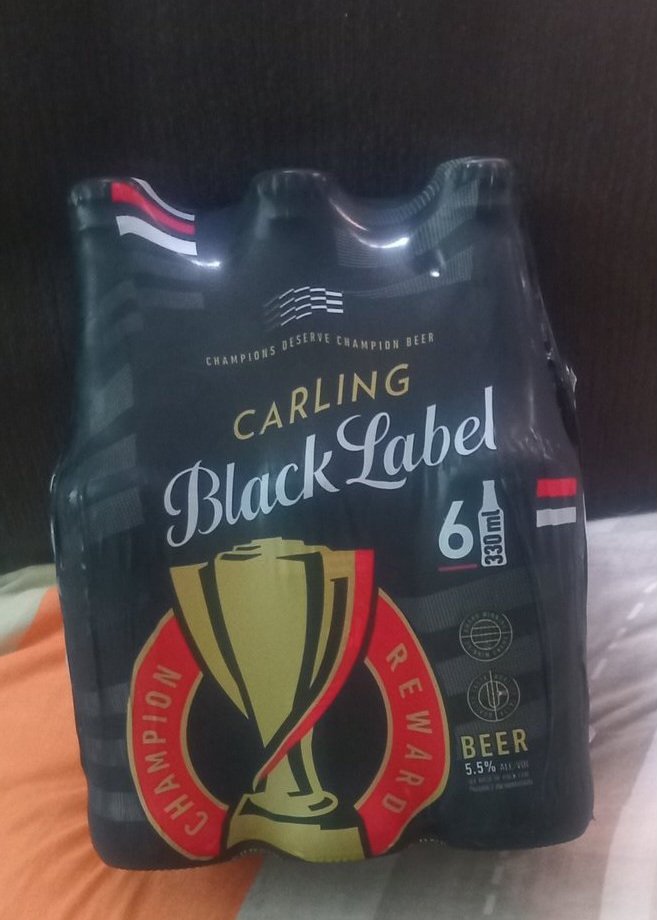 CHAMPIONS DESERVE CHAMPION BEER
CARLING
Black Label
6 330ml
CHAMPION REWARD
BEER
5.5% ALC. VOL